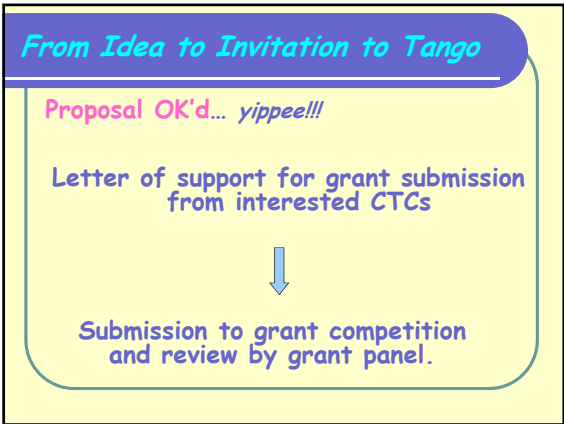 From Idea to Invitation to Tango
Proposal OK'd... yippee!!!
Letter of support for grant submission
from interested CTCs
Submission to grant competition
and review by grant panel.